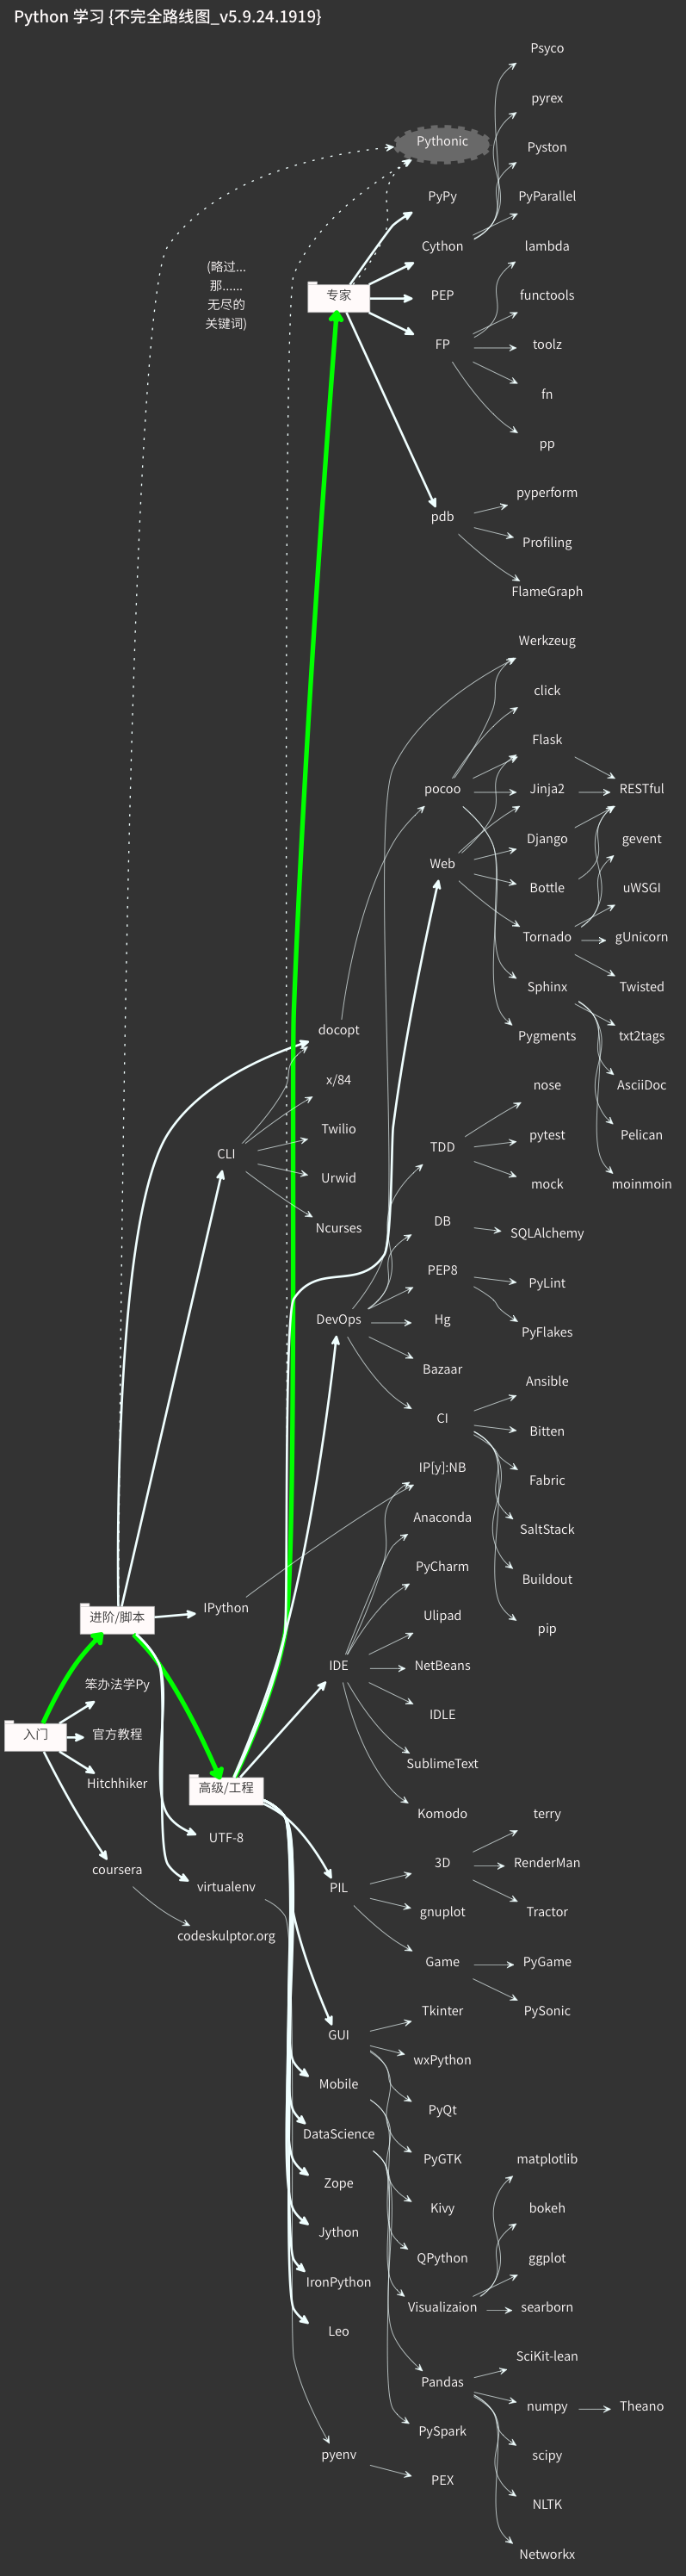 Python 学习 {不完全路线图_v5.9.24.1919}
Psyco
pyrex
Pythonic
Pyston
PyPy
PyParallel
(略过...
那......
无尽的
关键词)
Cython
lambda
专家
PEP
functools
FP
toolz
fn
pp
pyperform
pdb
Profiling
FlameGraph
Werkzeug
click
Flask
pocoo
Jinja2
RESTful
Django
gevent
Web
Bottle
uWSGI
Tornado
gUnicorn
Sphinx
Twisted
docopt
Pygments
txt2tags
x/84
nose
AsciiDoc
Twilio
pytest
Pelican
CLI
TDD
Urwid
mock
moinmoin
Ncurses
DB
SQLAlchemy
PEP8
PyLint
DevOps
Hg
PyFlakes
Bazaar
Ansible
CI
Bitten
IP[y]:NB
Fabric
Anaconda
SaltStack
PyCharm
Buildout
进阶/脚本
IPython
Ulipad
pip
IDE
NetBeans
笨办法学Py
IDLE
入门
官方教程
SublimeText
Hitchhiker
高级/工程
Komodo
terry
UTF-8
3D
RenderMan
coursera
virtualenv
PIL
gnuplot
Tractor
codeskulptor.org
Game
PyGame
Tkinter
PySonic
GUI
wxPython
Mobile
PyQt
DataScience
PyGTK
matplotlib
Zope
Kivy
bokeh
Jython
QPython
ggplot
IronPython
Visualizaion
searborn
Leo
SciKit-lean
Pandas
numpy
Theano
PySpark
pyenv
scipy
PEX
NLTK
Networkx